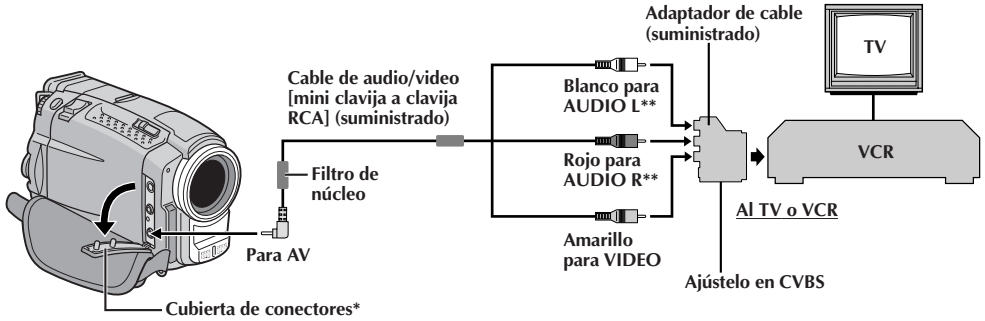 Adaptador de cable
(suministrado)
TV
Cable de audio/video
[mini clavija a clavija
RCA] (suministrado)
Blanco para
AUDIO L**
VCR
Filtro de
núcleo
Rojo para
AUDIO R**
Al TV o VCR
Para AV
Amarillo
para VIDEO
Ajústelo en CVBS
Cubierta de conectores*